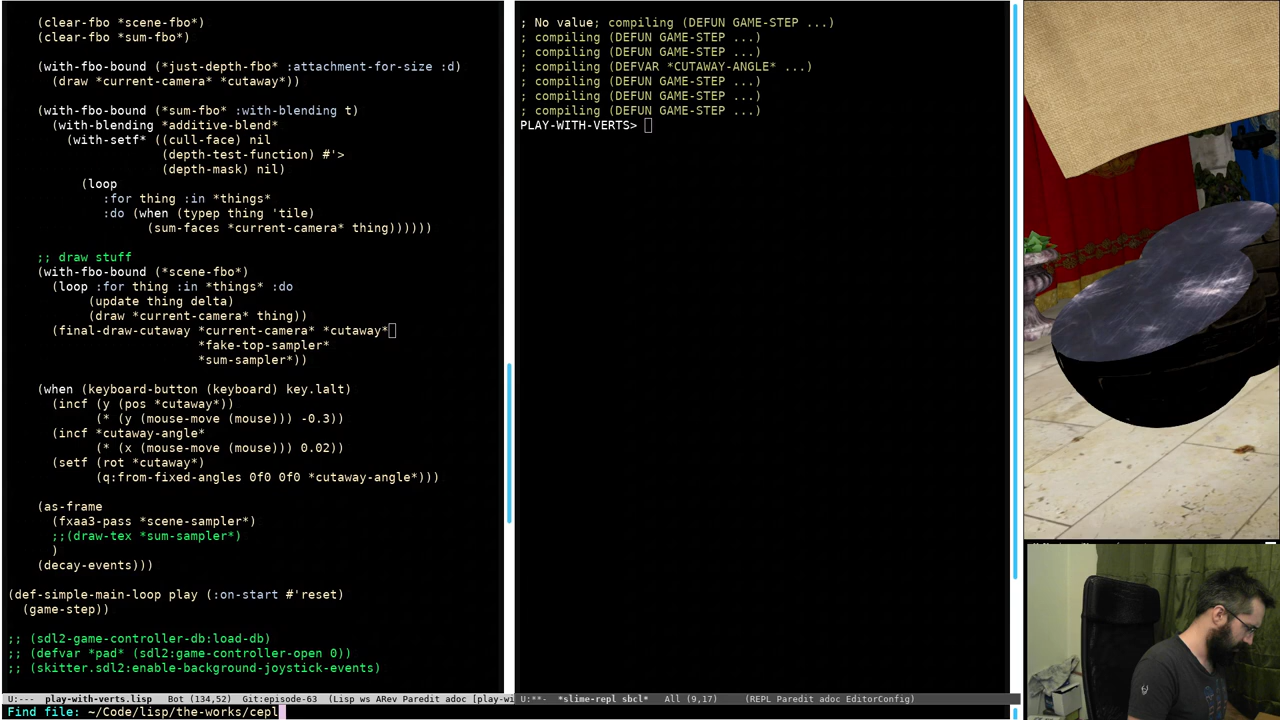 (clear-fbo *scene-fbo*)
(clear-fbo *sum-fbo*)
(with-fbo-bound (*just-depth-fbo* :attachment-for-size :d)
(draw *current-camera* *cutaway*))
(with-fbo-bound (*sum-fbo* :with-blending t)
(with-blending *additive-blend*
(with-setf* ((cull-face) nil
(depth-test-function) #'>
(depth-mask) nil)
(loop
:for thing :in *things*
:do (when (typep thing 'tile)
(sum-faces *current-camera* thing))))))
;; draw stuff
(with-fbo-bound (*scene-fbo*)
(loop :for thing :in *things* :do
(update thing delta)
(draw *current-camera* thing))
(final-draw-cutaway *current-camera* *cutaway*
*fake-top-sampler*
*sum-sampler*))
(when (keyboard-button (keyboard) key.lalt)
(incf (y (pos *cutaway*))
(* (y (mouse-move (mouse))) -0.3))
(incf *cutaway-angle*
(* (x (mouse-move (mouse))) 0.02))
(setf (rot *cutaway*)
(q:from-fixed-angles 0f0 0f0 *cutaway-angle*)))
(as-frame
(fxaa3-pass *scene-sampler*)
;;(draw-tex *sum-sampler*)
)
(decay-events)))
(def-simple-main-loop play (:on-start #'reset)
(game-step))
;; (sdl2-game-controller-db:load-db)
;; (defvar *pad* (sdl2:game-controller-open 0))
;; (skitter.sdl2:enable-background-joystick-events)
U:--- play-with-verts.lisp Bot (134,52) Git:episode-63 (Lisp ws ARev Paredit adoc [play-wi
Find file: ~/Code/lisp/the-works/cepl
; No value; compiling (DEFUN GAME-STEP ...)
; compiling (DEFUN GAME-STEP ...)
; compiling (DEFUN GAME-STEP ...)
; compiling (DEFVAR *CUTAWAY-ANGLE* ...)
; compiling (DEFUN GAME-STEP ...)
; compiling (DEFUN GAME-STEP ...)
; compiling (DEFUN GAME-STEP ...)
PLAY-WITH-VERTS>
U:**- *slime-repl sbcl* All (9,17) (REPL Paredit adoc EditorConfig)